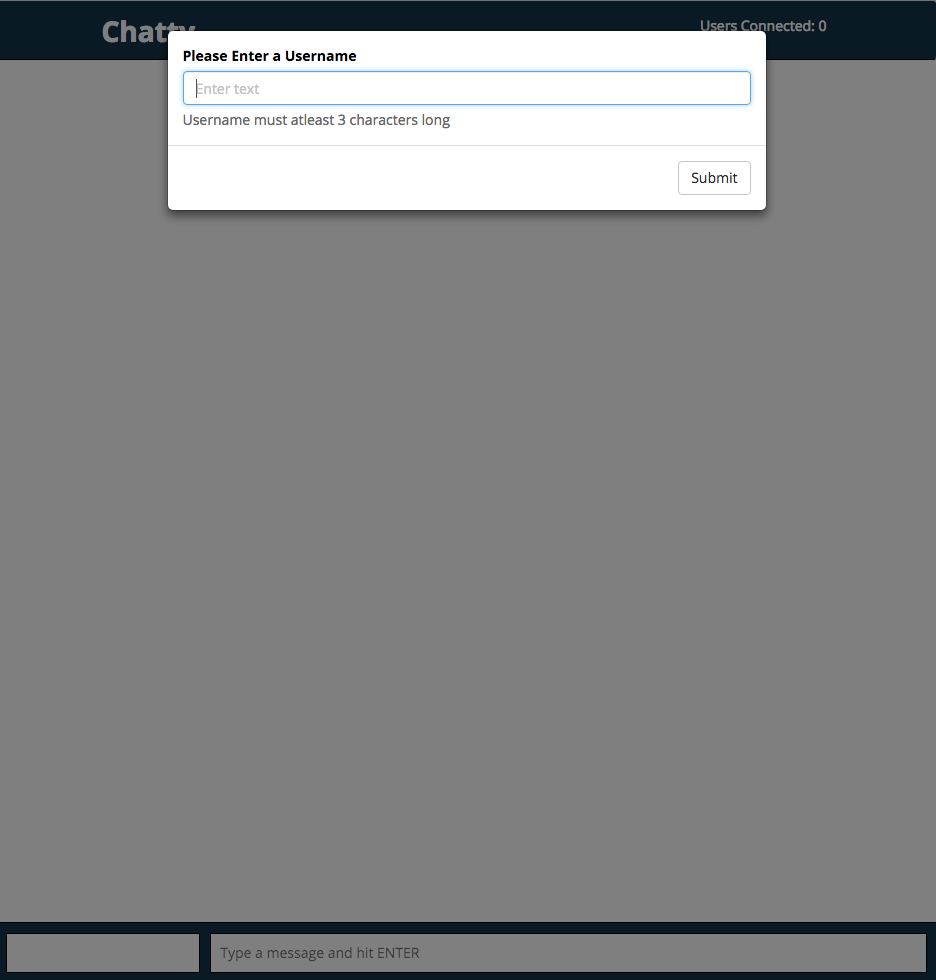 Chatty
Users Connected: 0
Please Enter a Username
Enter text
Username must atleast 3 characters long
Submit
Type a message and hit ENTER